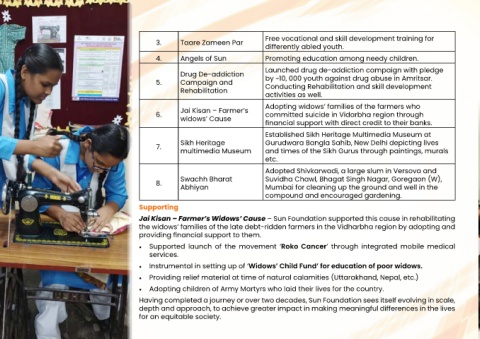 3. Taare Zameen Par Free vocational and skill development training for
differently abled youth.
4. Angels of Sun Promoting education among needy children.
5. Drug De-addiction
Campaign and
Rehabilitation
Launched drug de-addiction campaign with pledge
by ~10, 000 youth against drug abuse in Amritsar.
Conducting Rehabilitation and skill development
activities as well.
6. Jai Kisan – Farmer's
widows' Cause
Adopting widows' families of the farmers who
committed suicide in Vidarbha region through
financial support with direct credit to their banks.
7. Sikh Heritage
multimedia Museum
Established Sikh Heritage Multimedia Museum at
Gurudwara Bangla Sahib, New Delhi depicting lives
and times of the Sikh Gurus through paintings, murals
etc.
8. Swachh Bharat
Abhiyan
Adopted Shivkarwadi, a large slum in Versova and
Suvidha Chowl, Bhagat Singh Nagar, Goregaon (W),
Mumbai for cleaning up the ground and well in the
compound and encouraged gardening.
Supporting
Jai Kisan – Farmer's Widows' Cause – Sun Foundation supported this cause in rehabilitating
the widows' families of the late debt-ridden farmers in the Vidharbha region by adopting and
providing financial support to them.
• Supported launch of the movement 'Roko Cancer' through integrated mobile medical
services.
• Instrumental in setting up of 'Widows' Child Fund' for education of poor widows.
• Providing relief material at time of natural calamities (Uttarakhand, Nepal, etc.)
• Adopting children of Army Martyrs who laid their lives for the country.
Having completed a journey or over two decades, Sun Foundation sees itself evolving in scale,
depth and approach, to achieve greater impact in making meaningful differences in the lives
for an equitable society.